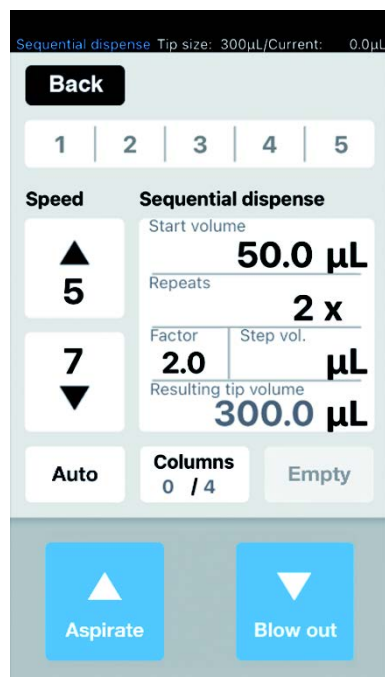 Sequential dispense Tip size: 300µL/Current: 0.0µL
Back
1 2 3 4 5
Speed
Sequential dispense
5
7
Start volume
50.0 µL
Repeats
2 x
Factor
2.0
Step vol.
µL
Resulting tip volume
300.0 µL
Auto
Columns
0 / 4
Empty
Aspirate
Blow out